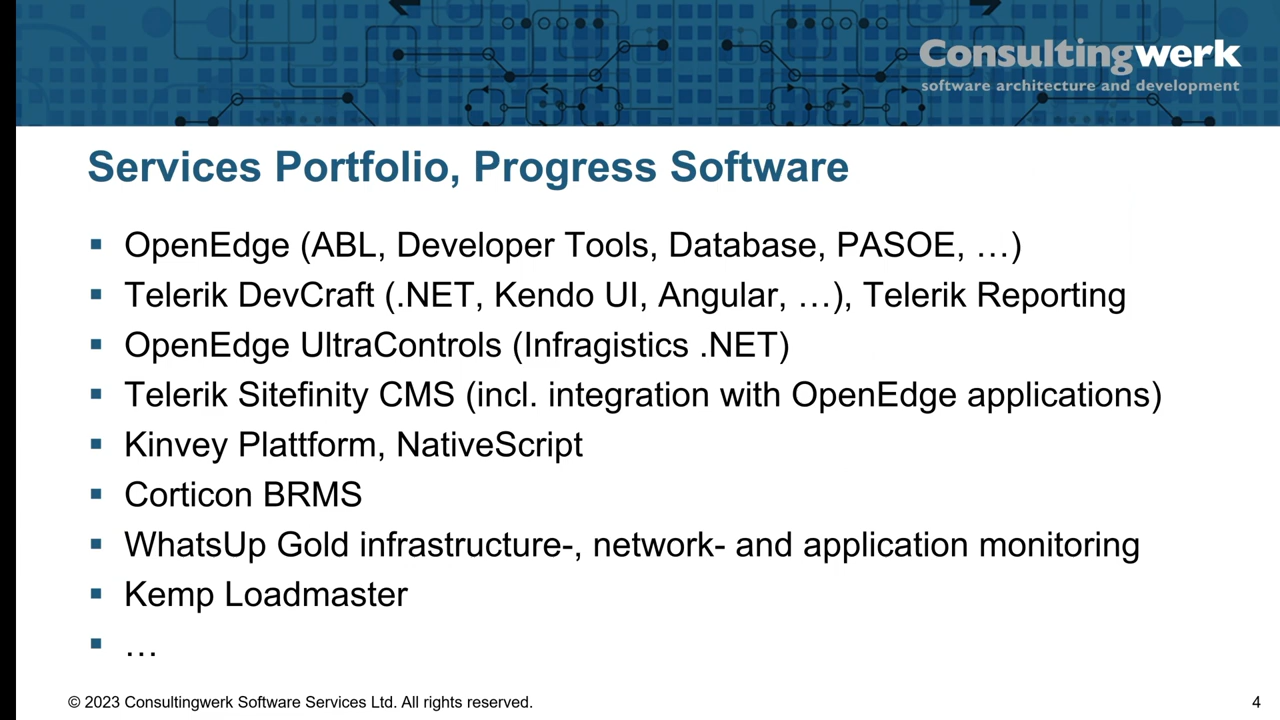 Consultingwerk
software architecture and development
Services Portfolio, Progress Software
▪ OpenEdge (ABL, Developer Tools, Database, PASOE, …)
▪ Telerik DevCraft (.NET, Kendo UI, Angular, …), Telerik Reporting
▪ OpenEdge UltraControls (Infragistics .NET)
▪ Telerik Sitefinity CMS (incl. integration with OpenEdge applications)
▪ Kinvey Plattform, NativeScript
▪ Corticon BRMS
▪ WhatsUp Gold infrastructure-, network- and application monitoring
▪ Kemp Loadmaster
▪ …
© 2023 Consultingwerk Software Services Ltd. All rights reserved.
4